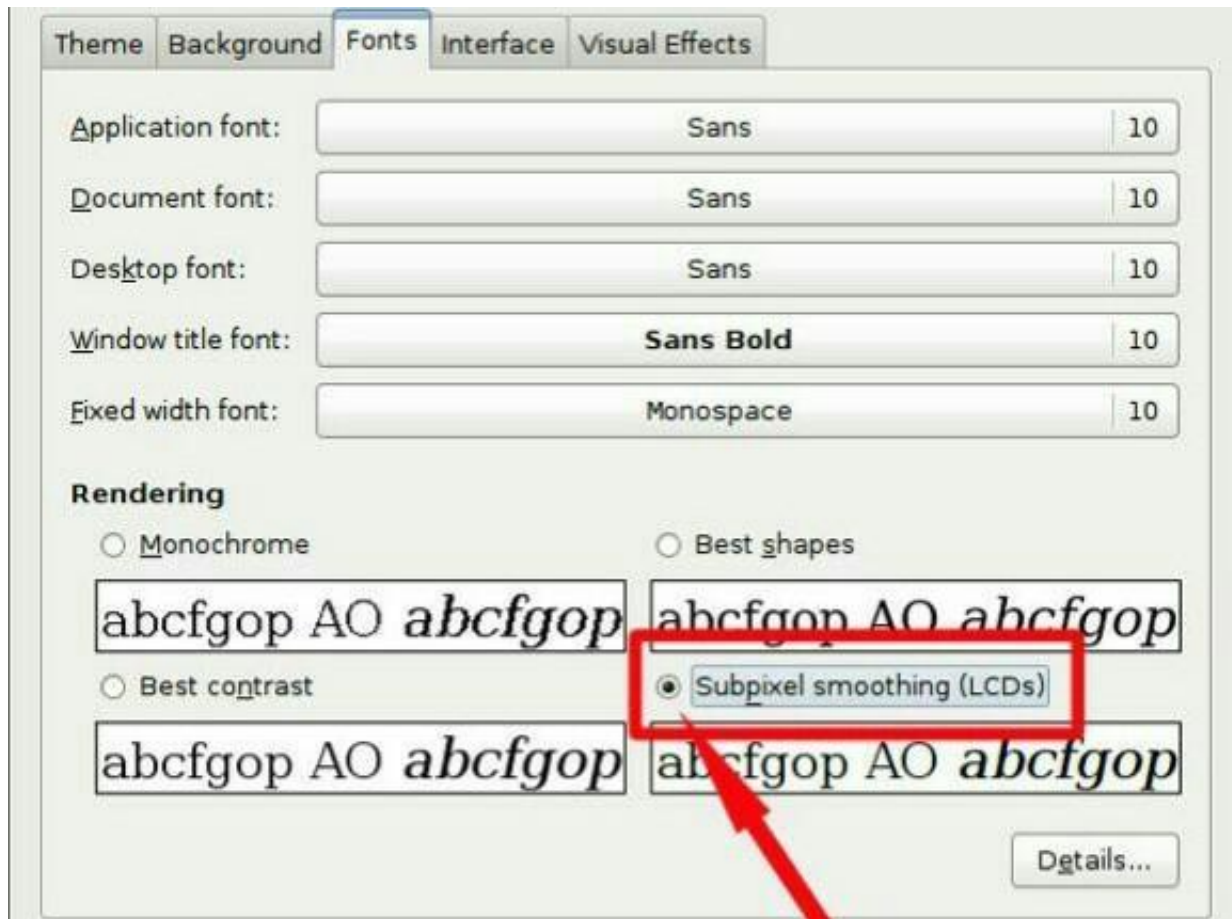 Theme Background Fonts Interface Visual Effects
Application font: Sans 10
Document font: Sans 10
Desktop font: Sans 10
Window title font: Sans Bold 10
Fixed width font: Monospace 10
Rendering
Monochrome Best shapes
abcfgop AO abcfgop abcfgop AO abcfgop
Best contrast Subpixel smoothing (LCDs)
abcfgop AO abcfgop abcfgop AO abcfgop
Details...